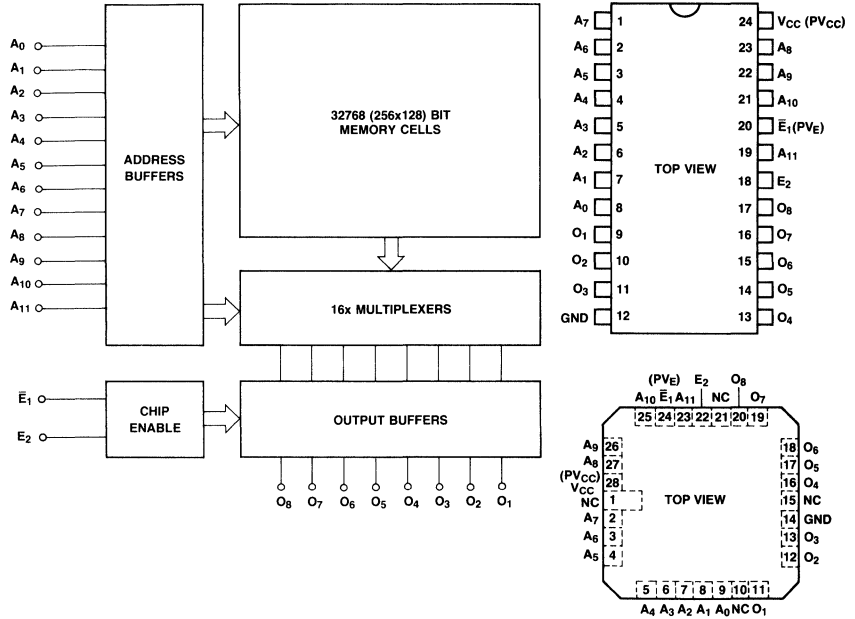 A0
A1
A2
A3
A4
A5
A6
A7
A8
A9
A10
A11
ADDRESS
BUFFERS
32768 (256x128) BIT
MEMORY CELLS
16x MULTIPLEXERS
Ē1
E2
CHIP
ENABLE
OUTPUT BUFFERS
O8 O7 O6 O5 O4 O3 O2 O1
A7 1 24 VCC (PVCC)
A6 2 23 A8
A5 3 22 A9
A4 4 21 A10
A3 5 20 Ē1(PVE)
A2 6 19 A11
TOP VIEW
A1 7 18 E2
A0 8 17 O8
O1 9 16 O7
O2 10 15 O6
O3 11 14 O5
GND 12 13 O4
(PVE) E2 O8
A10 Ē1 A11 NC O7
25 24 23 22 21 20 19
A9 26 18 O6
A8 27 17 O5
(PVCC)
VCC 28 16 O4
NC 1 TOP VIEW 15 NC
A7 2 14 GND
A6 3 13 O3
A5 4 12 O2
5 6 7 8 9 10 11
A4 A3 A2 A1 A0 NC O1